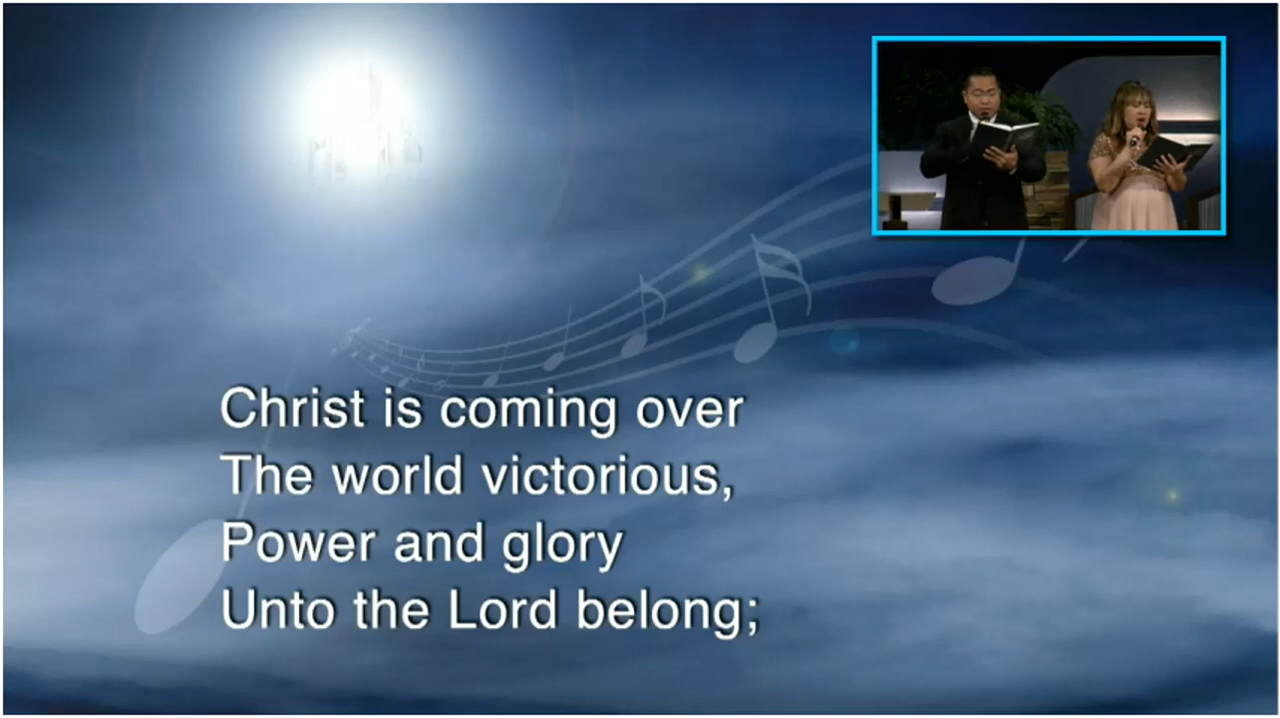 Christ is coming over
The world victorious,
Power and glory
Unto the Lord belong;